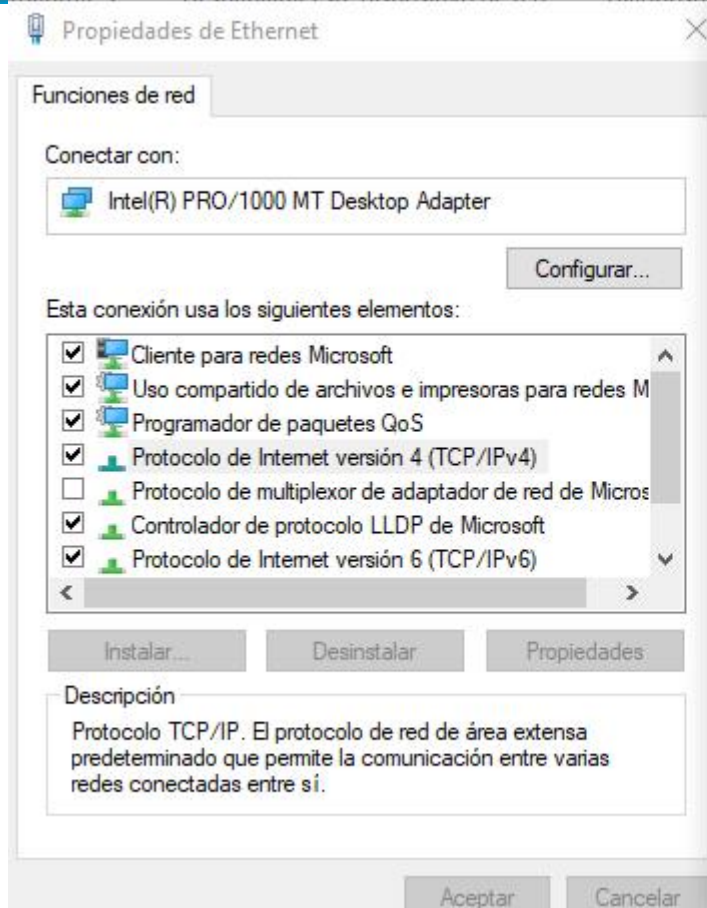 Propiedades de Ethernet
Funciones de red
Conectar con:
Intel(R) PRO/1000 MT Desktop Adapter
Configurar...
Esta conexión usa los siguientes elementos:
Cliente para redes Microsoft
Uso compartido de archivos e impresoras para redes M
Programador de paquetes QoS
Protocolo de Internet versión 4 (TCP/IPv4)
Protocolo de multiplexor de adaptador de red de Micros
Controlador de protocolo LLDP de Microsoft
Protocolo de Internet versión 6 (TCP/IPv6)
Instalar... Desinstalar Propiedades
Descripción
Protocolo TCP/IP. El protocolo de red de área extensa
predeterminado que permite la comunicación entre varias
redes conectadas entre sí.
Aceptar Cancelar